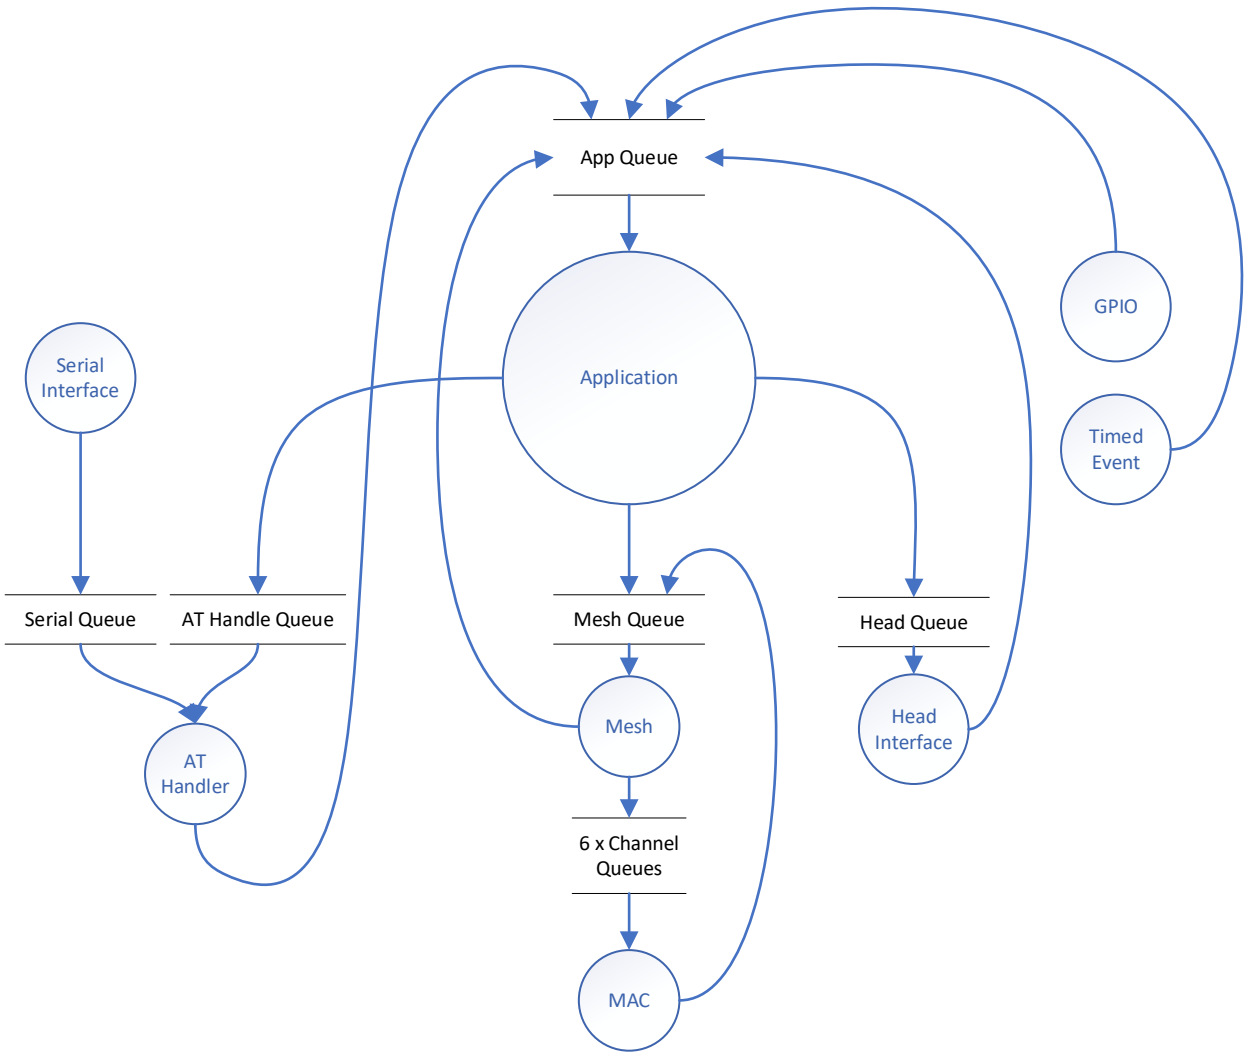 App Queue
GPIO
Serial
Interface
Application
Timed
Event
Serial Queue
AT Handle Queue
Mesh Queue
Head Queue
AT
Handler
Mesh
Head
Interface
6 x Channel
Queues
MAC